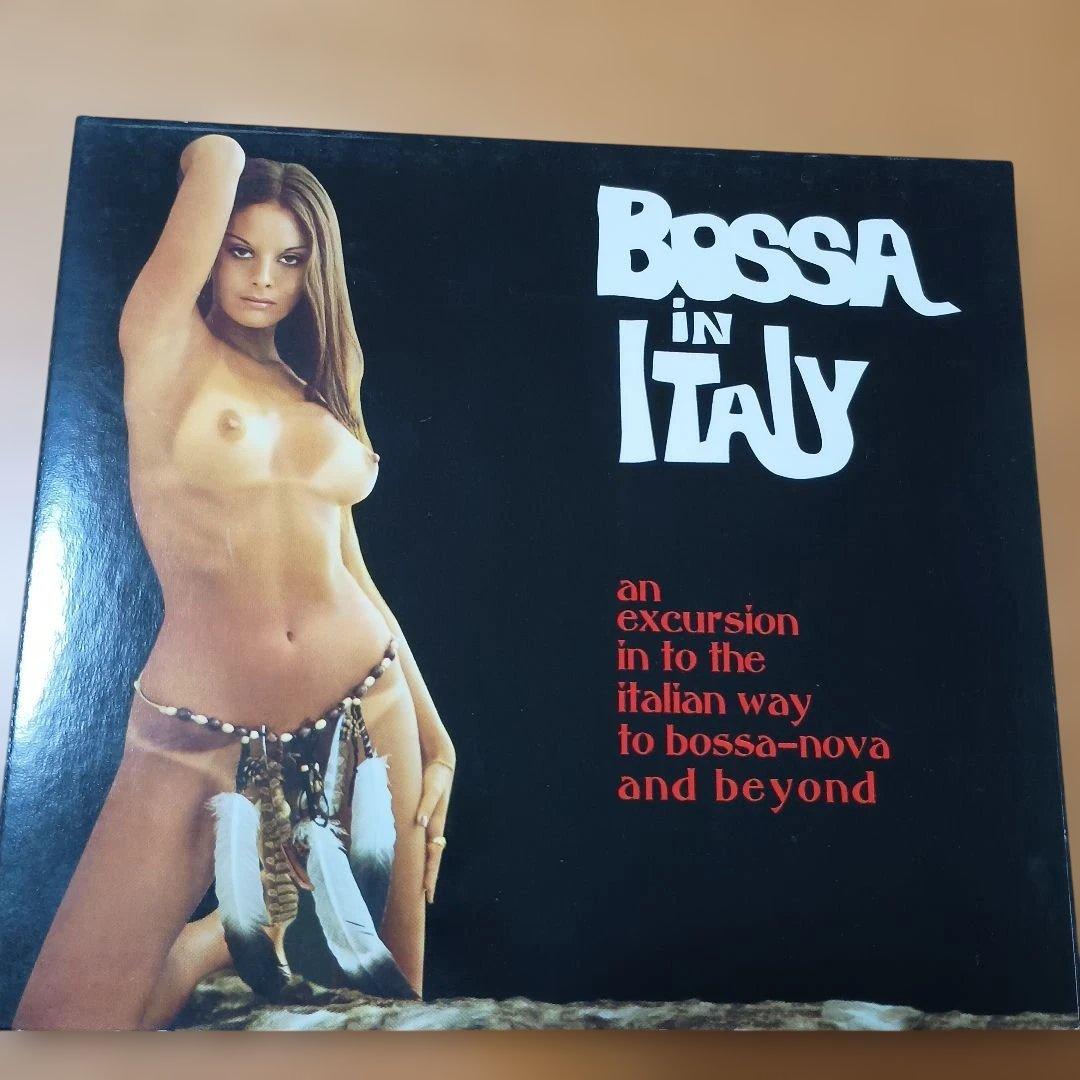 BOSSA
iN
ITALY
an
excursion
in to the
italian way
to bossa-nova
and beyond